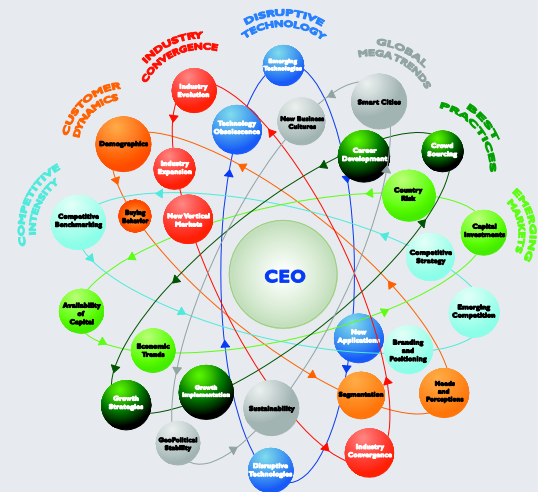 DISRUPTIVE
TECHNOLOGY
INDUSTRY
CONVERGENCE
GLOBAL
MEGA TRENDS
CUSTOMER
DYNAMICS
BEST
PRACTICES
COMPETITIVE
INTENSITY
EMERGING
MARKETS
Emerging
Technologies
Industry
Evolution
Smart Cities
Technology
Obsolescence
New Business
Cultures
Demographics
Career
Development
Crowd
Sourcing
Industry
Expansion
Country
Risk
Competitive
Benchmarking
Buying
Behavior
New Vertical
Markets
Capital
Investments
Competitive
Strategy
CEO
Availability
of
Capital
Emerging
Competition
Economic
Trends
New
Applications
Branding
and
Positioning
Growth
Strategies
Growth
Implementation
Sustainability
Segmentation
Needs
and
Perceptions
GeoPolitical
Stability
Industry
Convergence
Disruptive
Technologies